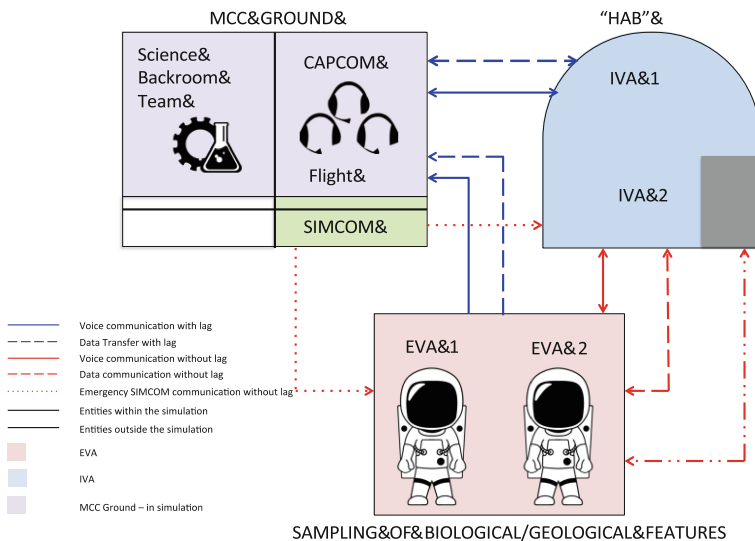 MCC&GROUND&
“HAB”&
Science&
Backroom&
Team&
CAPCOM&
Flight&
SIMCOM&
IVA&1
IVA&2
EVA&1
EVA&2
Voice communication with lag
Data Transfer with lag
Voice communication without lag
Data communication without lag
Emergency SIMCOM communication without lag
Entities within the simulation
Entities outside the simulation
EVA
IVA
MCC Ground – in simulation
SAMPLING&OF&BIOLOGICAL/GEOLOGICAL&FEATURES